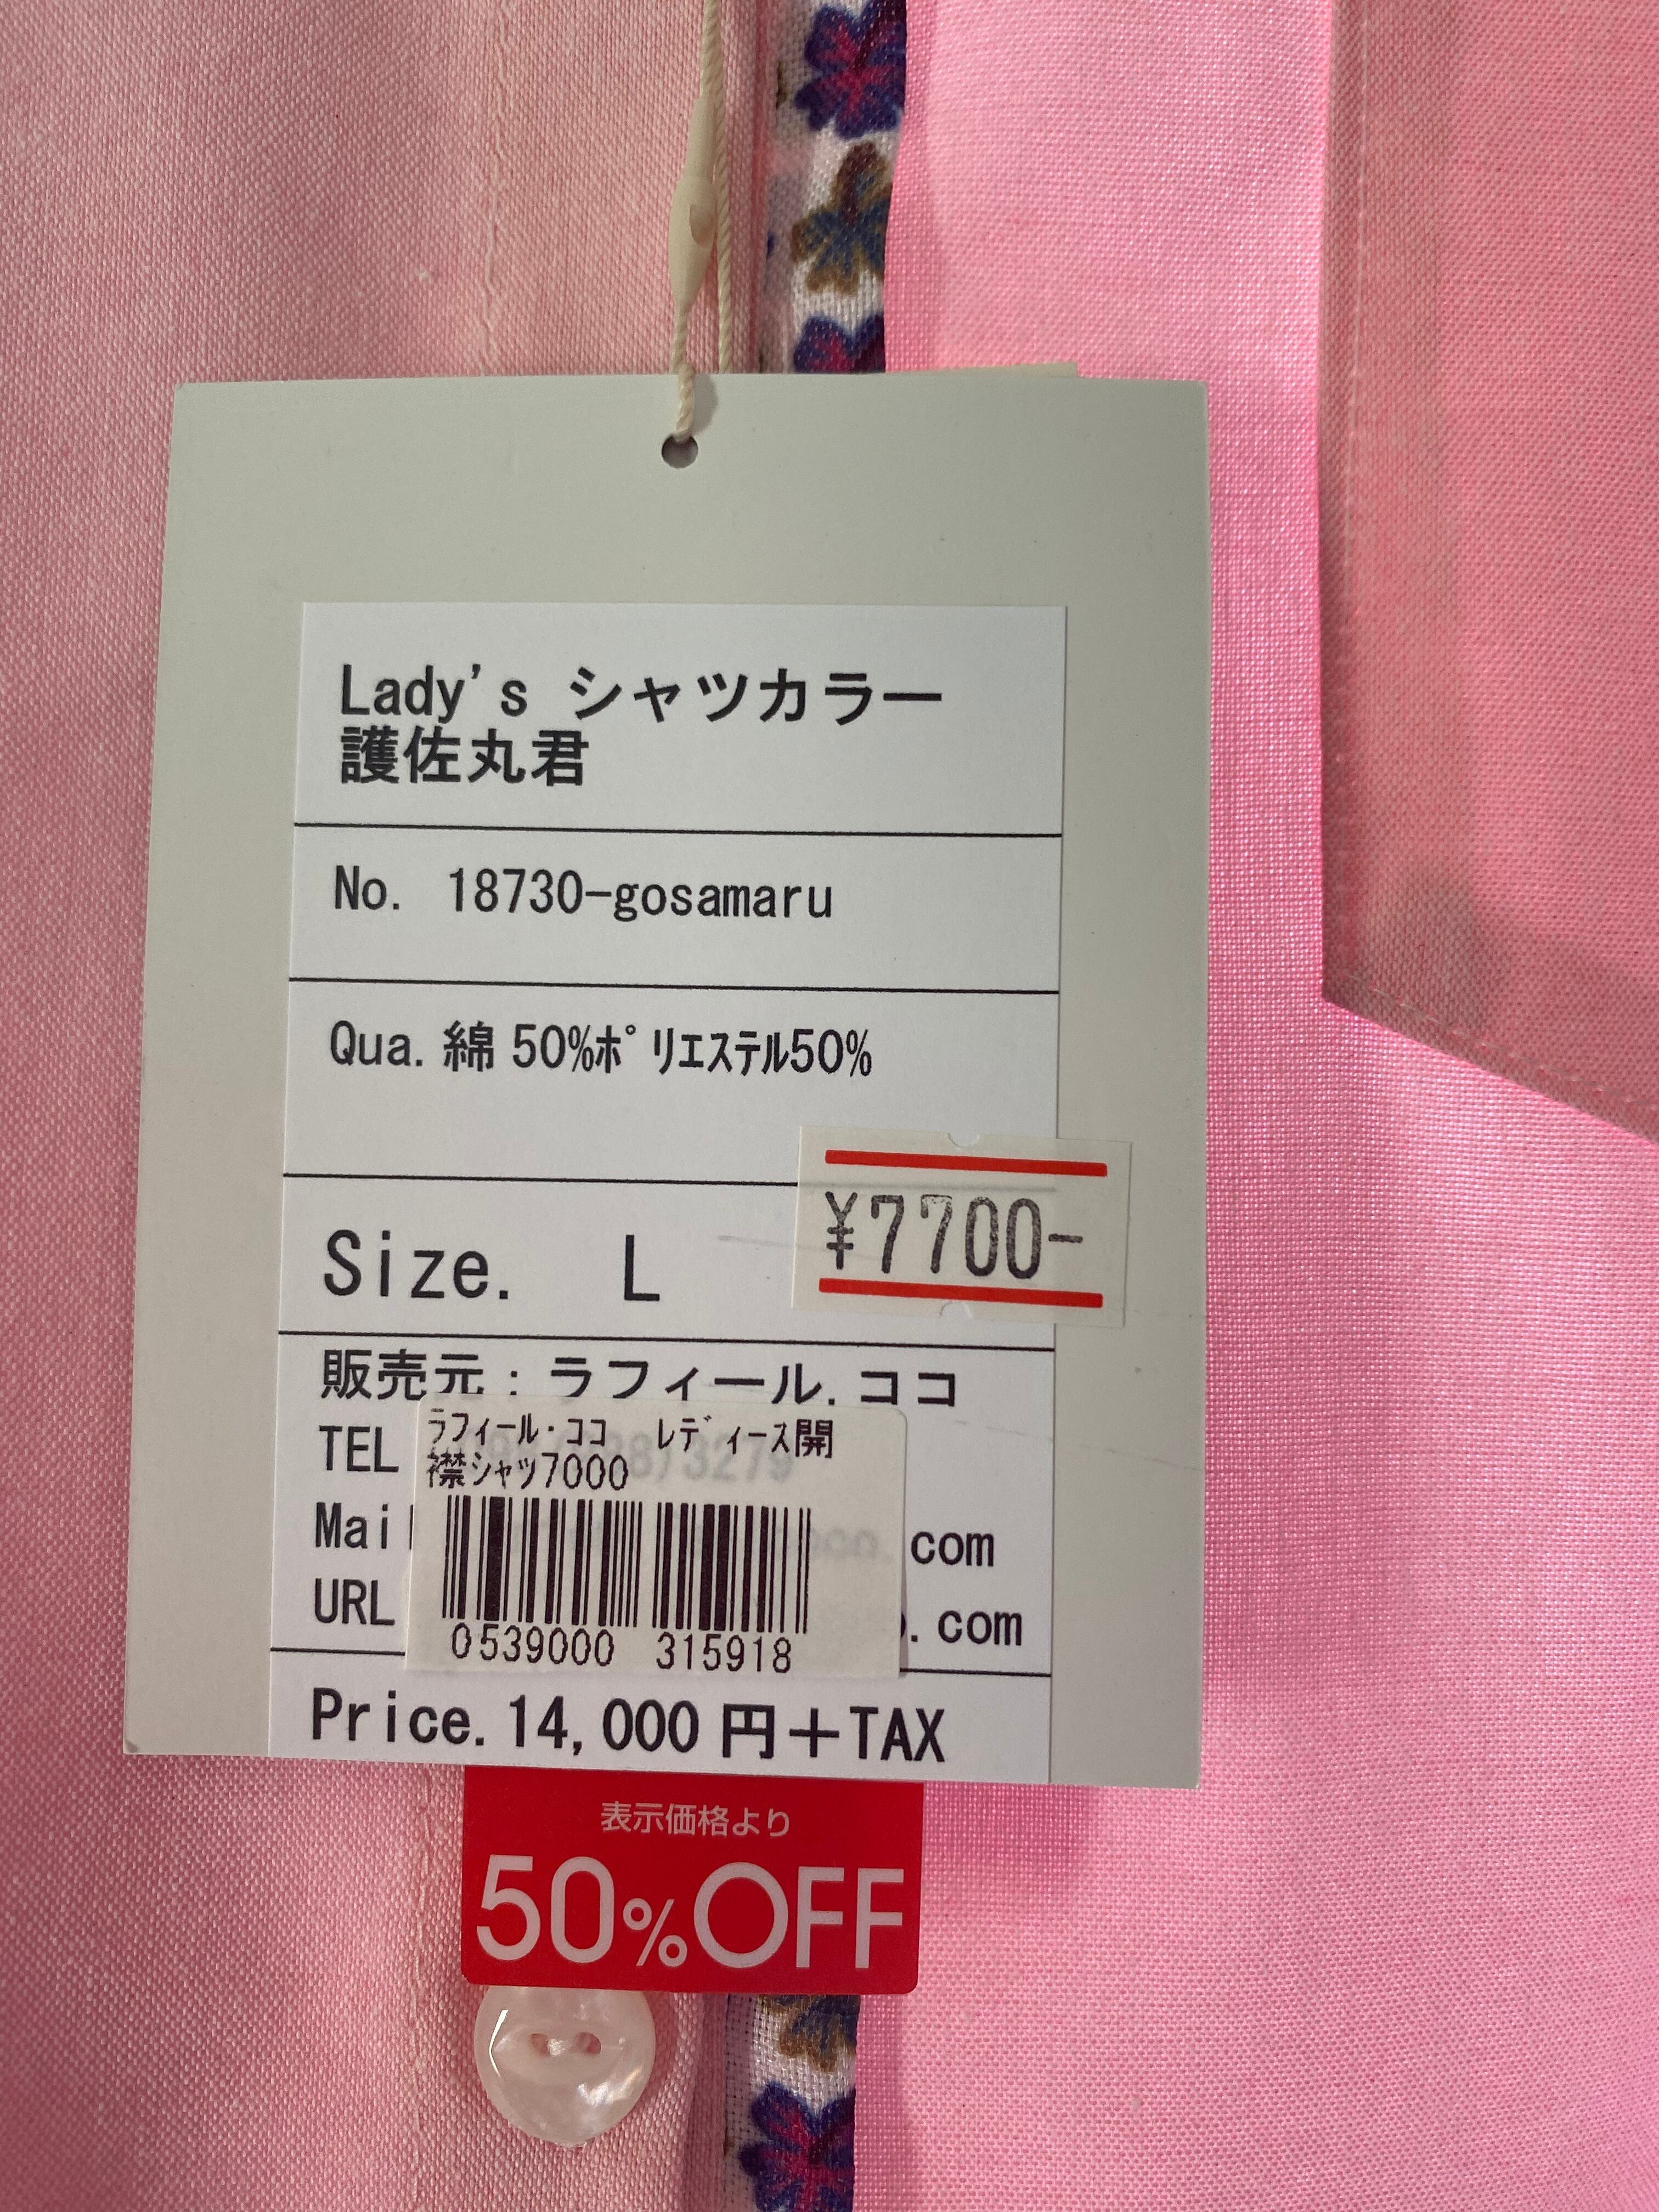 Lady's シャツカラー
護佐丸君
No. 18730-gosamaru
Qua. 綿 50%ﾎﾟﾘｴｽﾃﾙ50%
¥7700-
Size. L
販売元：ラフィール.ココ
TEL
ﾗﾌｨｰﾙ・ｺｺ ﾚﾃﾞｨｰｽ開
襟ｼｬﾂ7000
Mail
.com
URL
.com
0539000 315918
Price.14,000円＋TAX
表示価格より
50%OFF